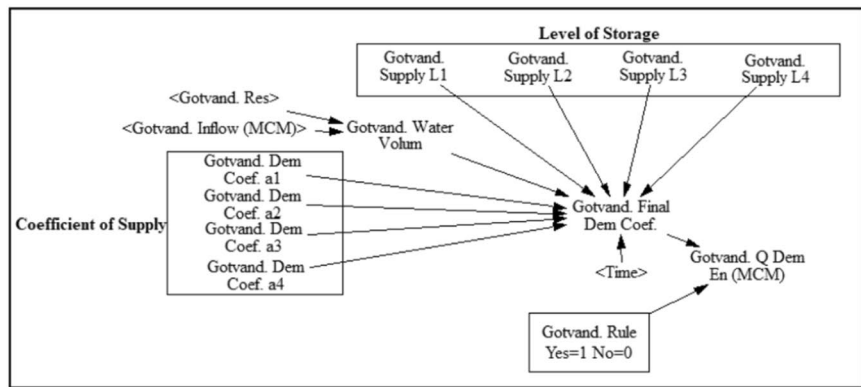 Level of Storage
Gotvand.
Supply L1
Gotvand.
Supply L2
Gotvand.
Supply L3
Gotvand.
Supply L4
<Gotvand. Res>
<Gotvand. Inflow (MCM)>
Gotvand. Water
Volum
Coefficient of Supply
Gotvand. Dem
Coef. a1
Gotvand. Dem
Coef. a2
Gotvand. Dem
Coef. a3
Gotvand. Dem
Coef. a4
Gotvand. Final
Dem Coef.
<Time>
Gotvand. Q Dem
En (MCM)
Gotvand. Rule
Yes=1 No=0